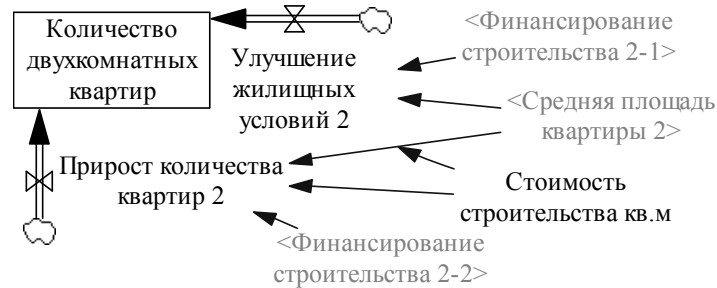 Количество
двухкомнатных
квартир
Улучшение
жилищных
условий 2
<Финансирование
строительства 2-1>
<Средняя площадь
квартиры 2>
Прирост количества
квартир 2
Стоимость
строительства кв.м
<Финансирование
строительства 2-2>